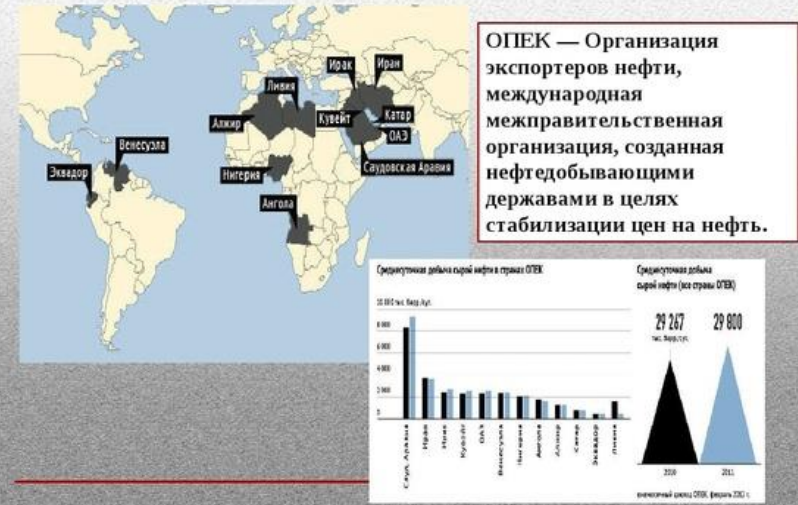 ОПЕК — Организация
экспортеров нефти,
международная
межправительственная
организация, созданная
нефтедобывающими
державами в целях
стабилизации цен на нефть.
Ирак
Иран
Ливия
Алжир
Кувейт
Катар
ОАЭ
Саудовская Аравия
Венесуэла
Эквадор
Нигерия
Ангола
Среднесуточная добыча сырой нефти в странах ОПЕК
8 000
6 000
4 000
2 000
0
Сауд. Аравия
Иран
Ирак
Кувейт
ОАЭ
Венесуэла
Нигерия
Ангола
Алжир
Катар
Эквадор
Ливия
Среднесуточная добыча
сырой нефти (все страны ОПЕК)
29 267
29 800
тыс. барр./сут.
2010
2011